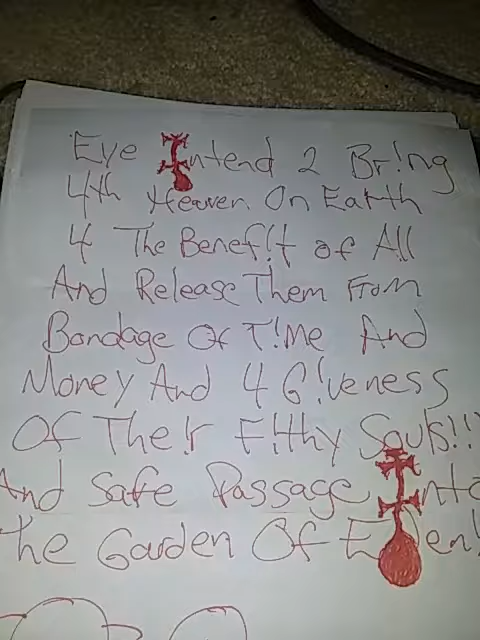 Eye Intend 2 Br!ng
4th Heaven On Earth
4 The Benef!t of All
And Release Them From
Bondage Of T!Me And
Money And 4 G!veness
Of The!r F!lthy Souls!!
And Safe Passage Into
The Garden Of Eden!